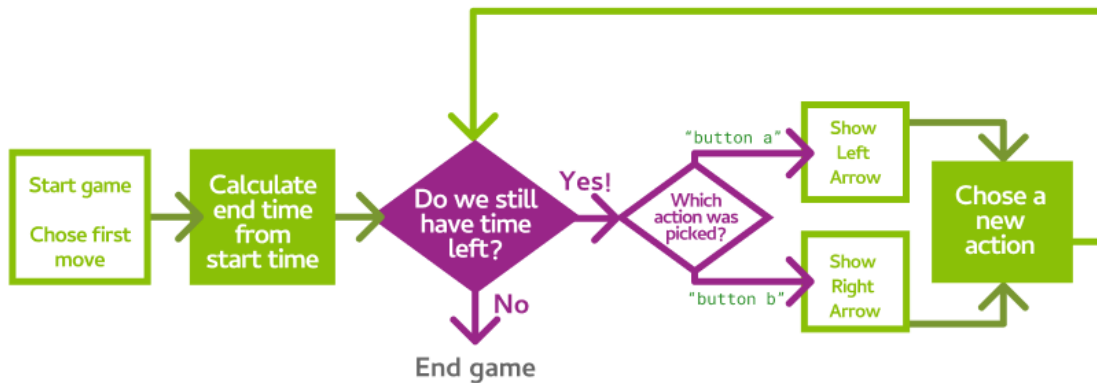 Start game
Chose first
move
Calculate
end time
from
start time
Do we still
have time
left?
Yes!
No
End game
Which
action was
picked?
"button a"
"button b"
Show
Left
Arrow
Show
Right
Arrow
Chose a
new
action